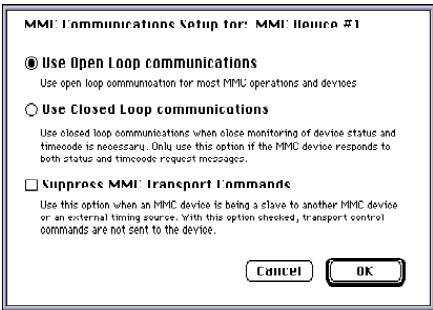 MMC Communications Setup for: MMC Device #1
Use Open Loop communications
Use open loop communication for most MMC operations and devices
Use Closed Loop communications
Use closed loop communications when close monitoring of device status and
timecode is necessary. Only use this option if the MMC device responds to
both status and timecode request messages.
Suppress MMC Transport Commands
Use this option when an MMC device is being a slave to another MMC device
or an external timing source. With this option checked, transport control
commands are not sent to the device.
Cancel
OK